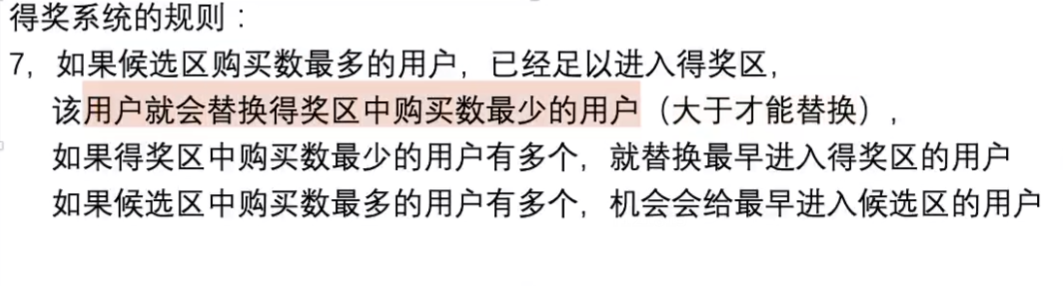 得奖系统的规则：
7，如果候选区购买数最多的用户，已经足以进入得奖区，
该用户就会替换得奖区中购买数最少的用户（大于才能替换），
如果得奖区中购买数最少的用户有多个，就替换最早进入得奖区的用户
如果候选区中购买数最多的用户有多个，机会会给最早进入候选区的用户